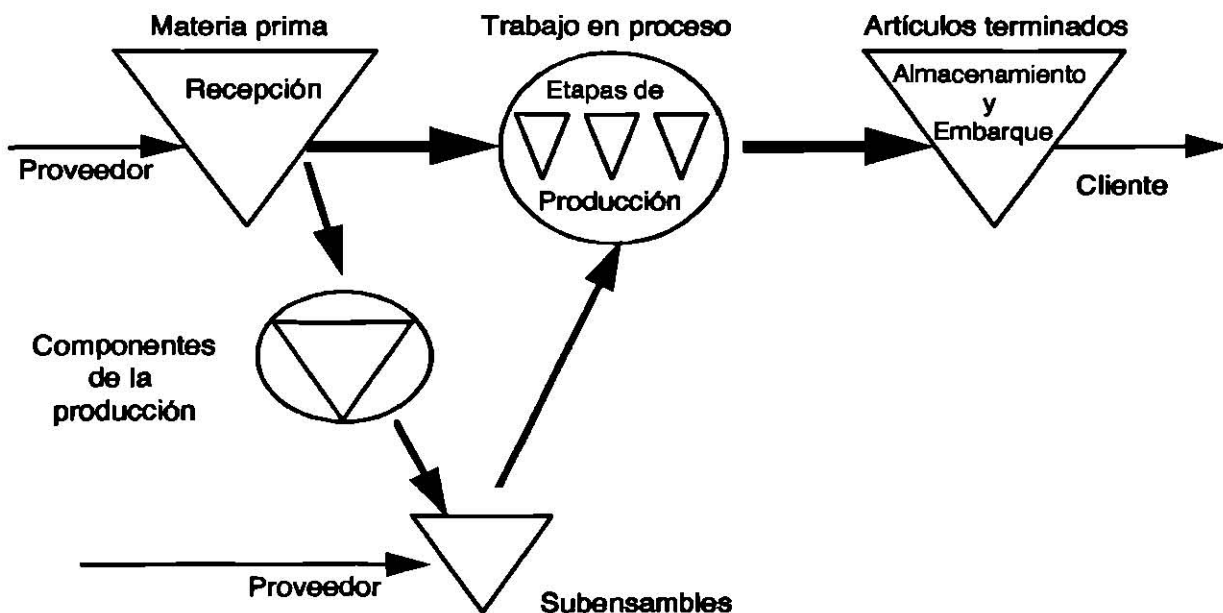 Materia prima
Trabajo en proceso
Artículos terminados
Recepción
Etapas de
Producción
Almacenamiento
y
Embarque
Proveedor
Cliente
Componentes
de la
producción
Proveedor
Subensambles